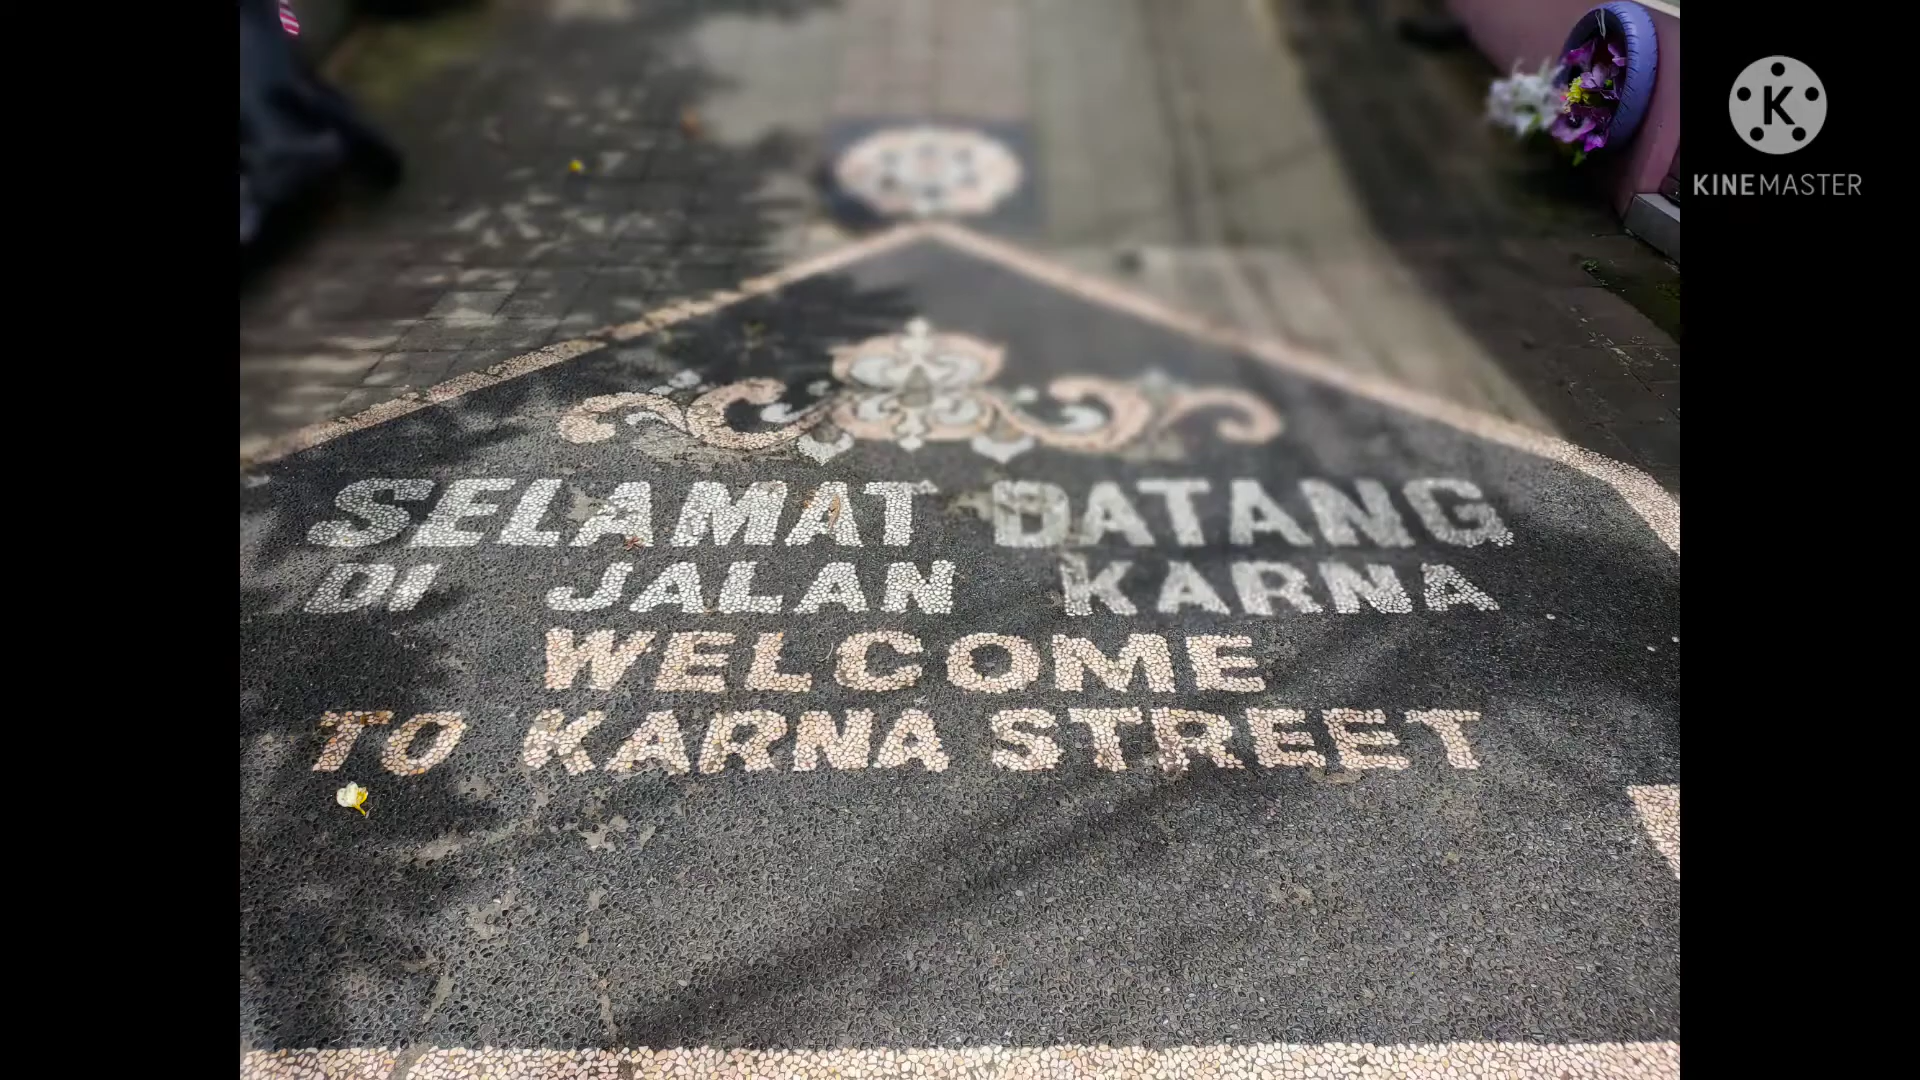 SELAMAT DATANG
DI JALAN KARNA
WELCOME
TO KARNA STREET
K
KINEMASTER